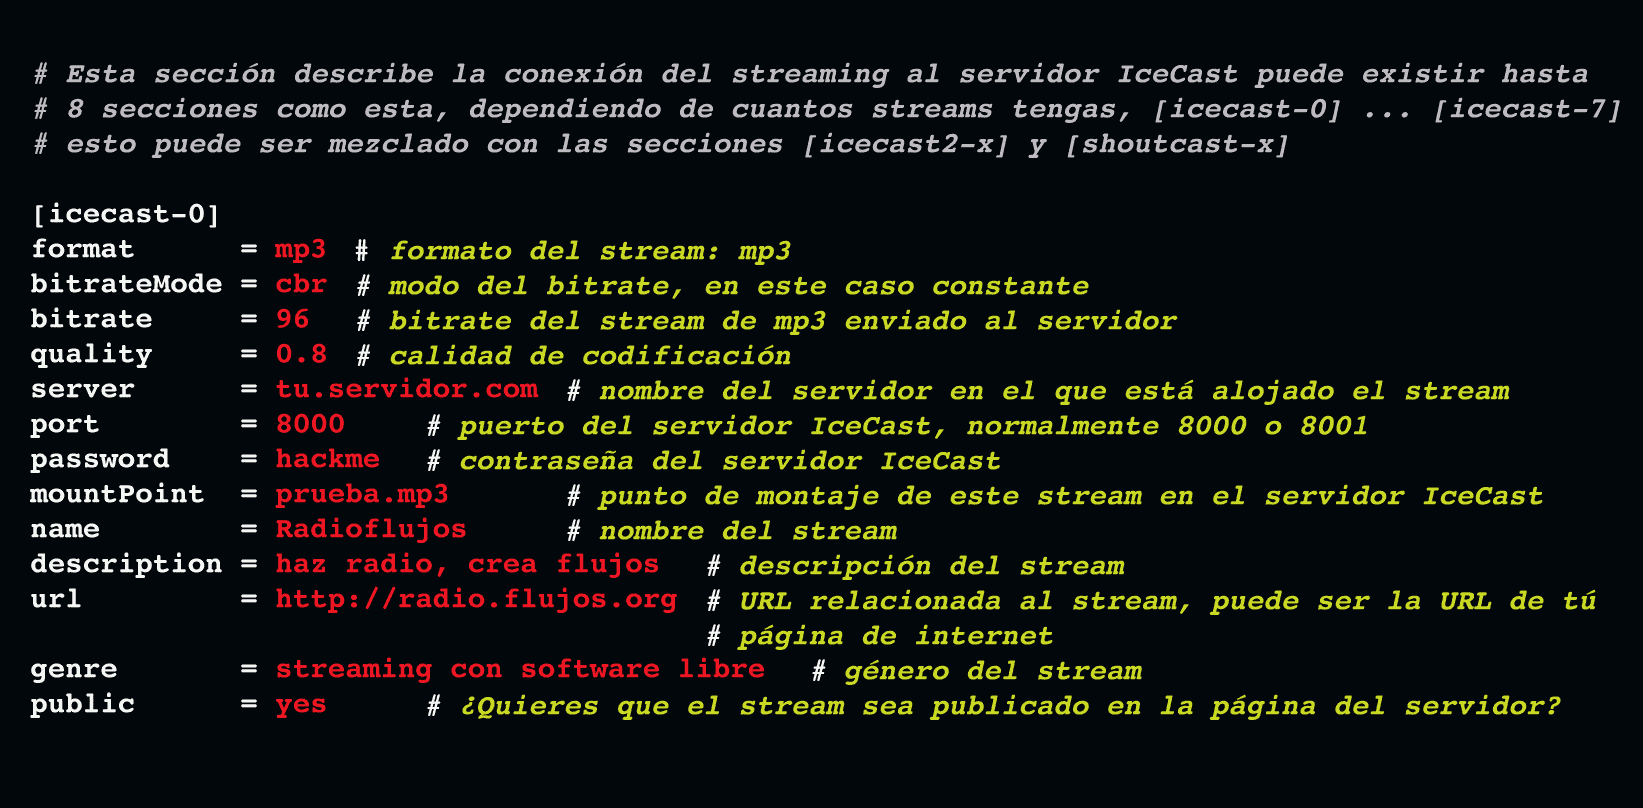 # Esta sección describe la conexión del streaming al servidor IceCast puede existir hasta
# 8 secciones como esta, dependiendo de cuantos streams tengas, [icecast-0] ... [icecast-7]
# esto puede ser mezclado con las secciones [icecast2-x] y [shoutcast-x]
[icecast-0]
format = mp3 # formato del stream: mp3
bitrateMode = cbr # modo del bitrate, en este caso constante
bitrate = 96 # bitrate del stream de mp3 enviado al servidor
quality = 0.8 # calidad de codificación
server = tu.servidor.com # nombre del servidor en el que está alojado el stream
port = 8000 # puerto del servidor IceCast, normalmente 8000 o 8001
password = hackme # contraseña del servidor IceCast
mountPoint = prueba.mp3 # punto de montaje de este stream en el servidor IceCast
name = Radioflujos # nombre del stream
description = haz radio, crea flujos # descripción del stream
url = http://radio.flujos.org # URL relacionada al stream, puede ser la URL de tú
# página de internet
genre = streaming con software libre # género del stream
public = yes # ¿Quieres que el stream sea publicado en la página del servidor?